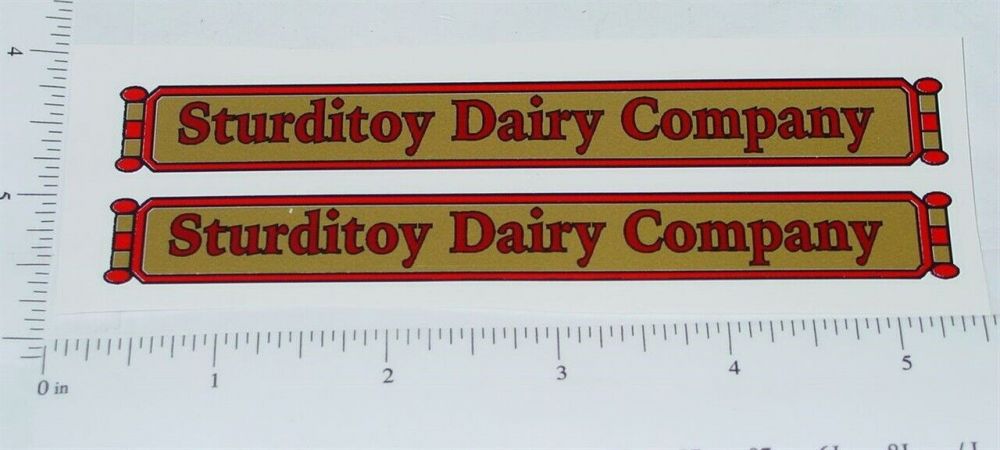 Sturditoy Dairy Company
Sturditoy Dairy Company
4
5
0 in 1 2 3 4 5